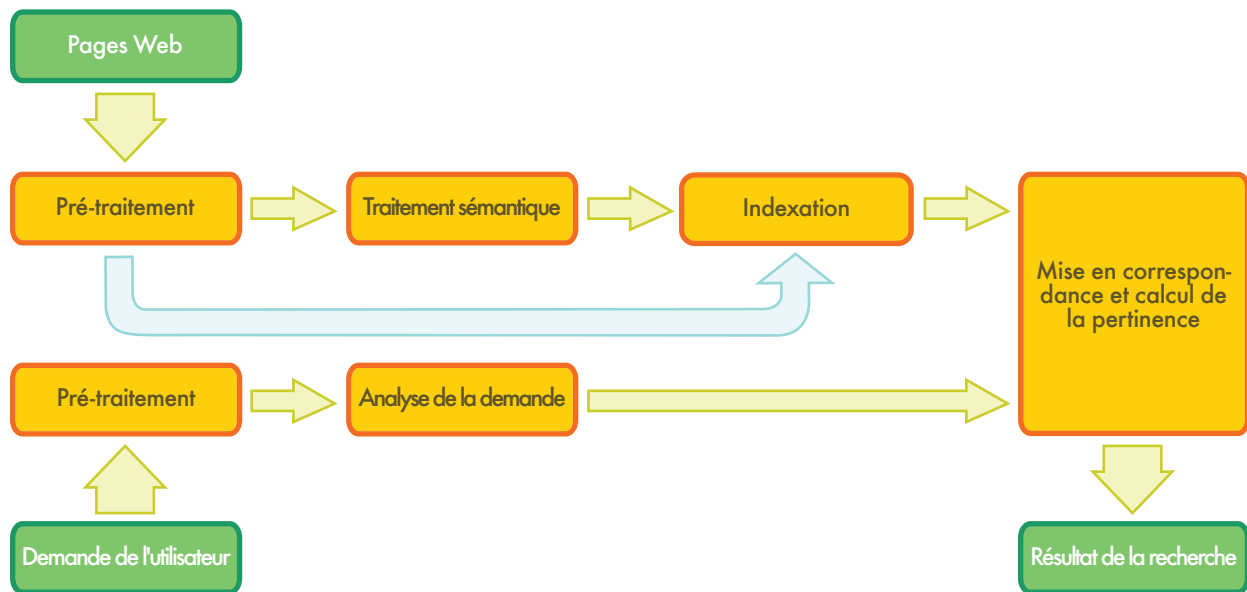 Pages Web
Pré-traitement
Traitement sémantique
Indexation
Mise en correspon-
dance et calcul de
la pertinence
Pré-traitement
Analyse de la demande
Demande de l'utilisateur
Résultat de la recherche